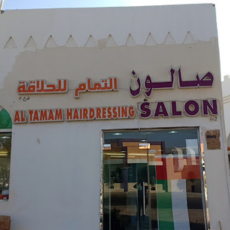 صالون التمام للحلاقة
AL TAMAM HAIRDRESSING SALON